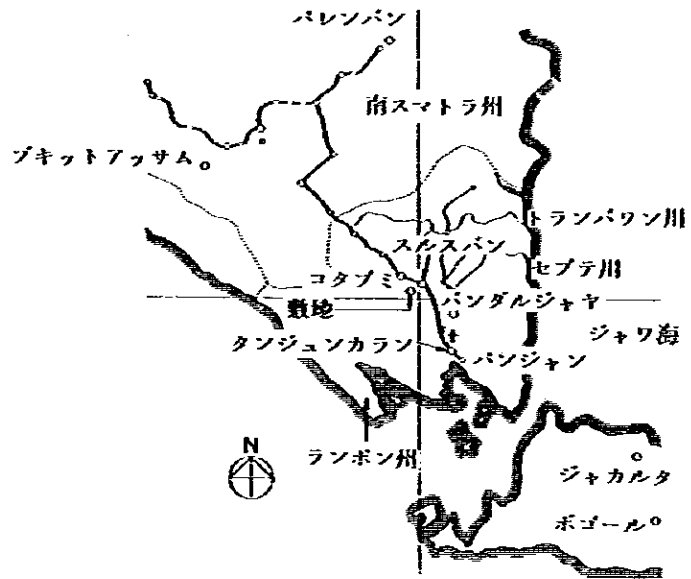 パレンバン
南スマトラ州
ブキットアッサム
トランバワン川
スルスバン
セプテ川
コタブミ
敷地
バンダルジャヤ
ジャワ海
タンジュンカラン
パンジャン
N
ランポン州
ジャカルタ
ボゴール